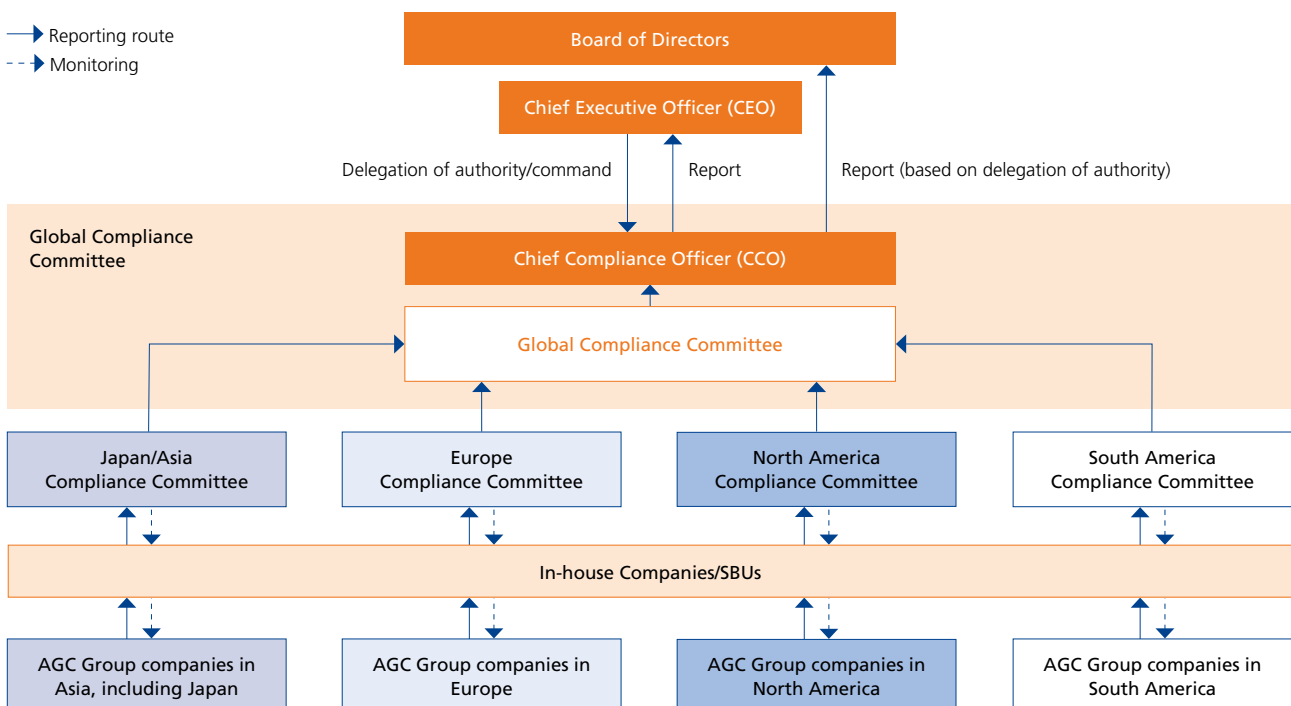 Reporting route
Monitoring
Board of Directors
Chief Executive Officer (CEO)
Delegation of authority/command
Report
Report (based on delegation of authority)
Global Compliance
Committee
Chief Compliance Officer (CCO)
Global Compliance Committee
Japan/Asia
Compliance Committee
Europe
Compliance Committee
North America
Compliance Committee
South America
Compliance Committee
In-house Companies/SBUs
AGC Group companies in
Asia, including Japan
AGC Group companies in
Europe
AGC Group companies in
North America
AGC Group companies in
South America